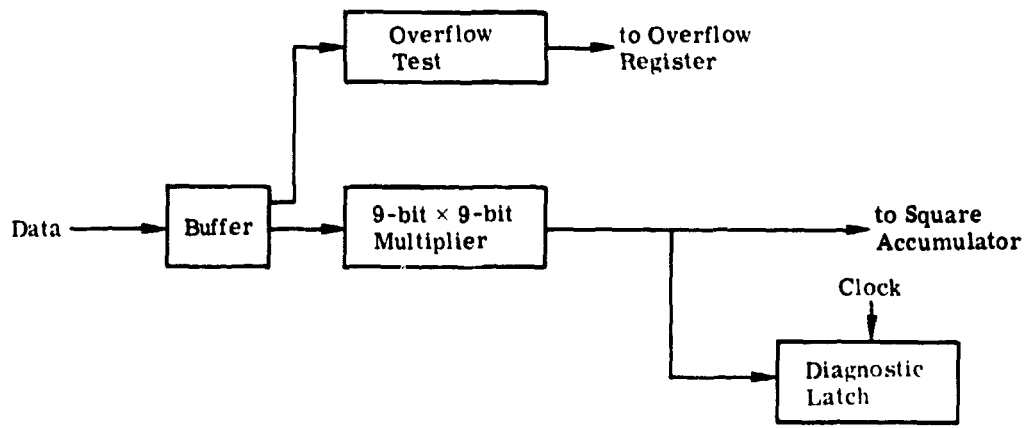 Overflow
Test
to Overflow
Register
Data
Buffer
9-bit × 9-bit
Multiplier
to Square
Accumulator
Clock
Diagnostic
Latch